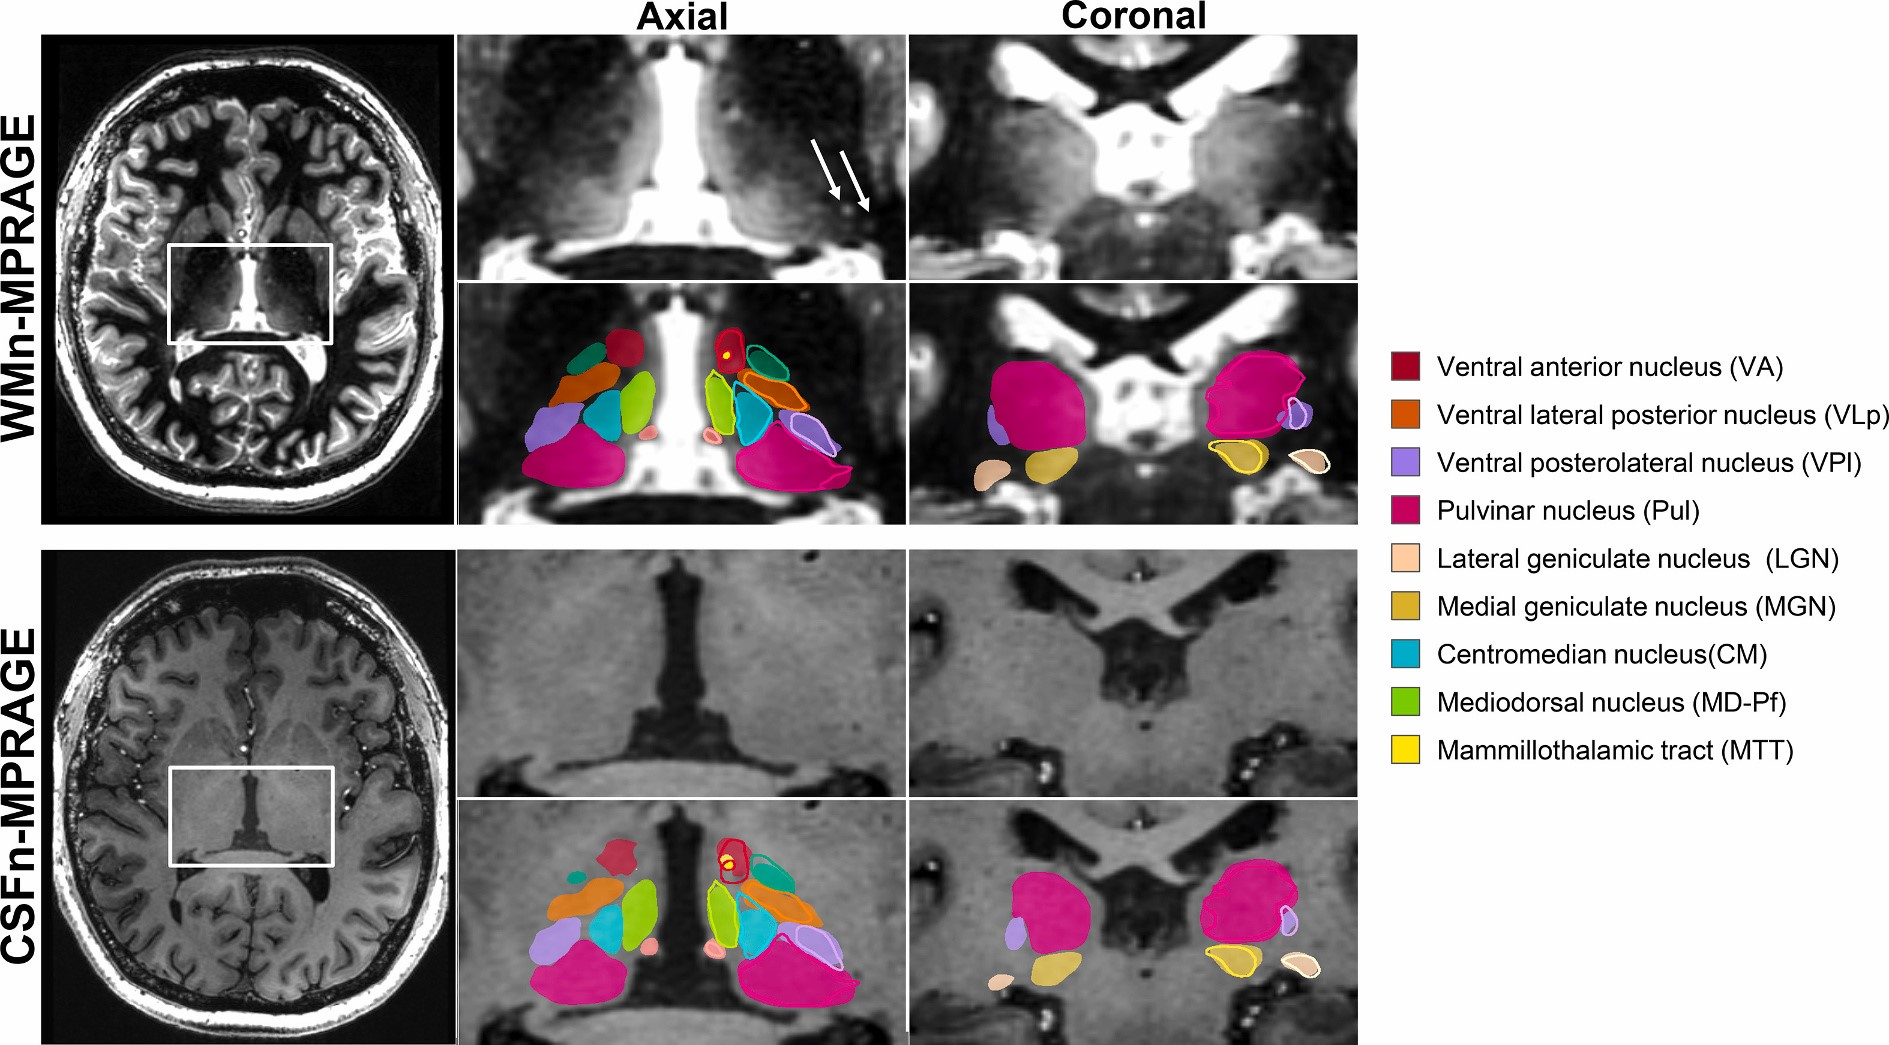 Axial
Coronal
WMn-MPRAGE
CSFn-MPRAGE
Ventral anterior nucleus (VA)
Ventral lateral posterior nucleus (VLp)
Ventral posterolateral nucleus (VPl)
Pulvinar nucleus (Pul)
Lateral geniculate nucleus (LGN)
Medial geniculate nucleus (MGN)
Centromedian nucleus(CM)
Mediodorsal nucleus (MD-Pf)
Mammillothalamic tract (MTT)